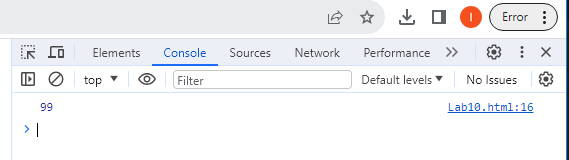 I Error
Elements Console Sources Network Performance
top Filter Default levels No Issues
99 Lab10.html:16